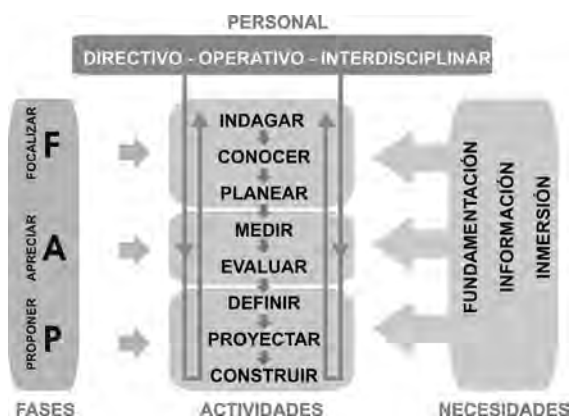 PERSONAL
DIRECTIVO - OPERATIVO - INTERDISCIPLINAR
FOCALIZAR
F
APRECIAR
A
PROPONER
P
INDAGAR
CONOCER
PLANEAR
MEDIR
EVALUAR
DEFINIR
PROYECTAR
CONSTRUIR
FUNDAMENTACIÓN
INFORMACIÓN
INMERSIÓN
FASES
ACTIVIDADES
NECESIDADES